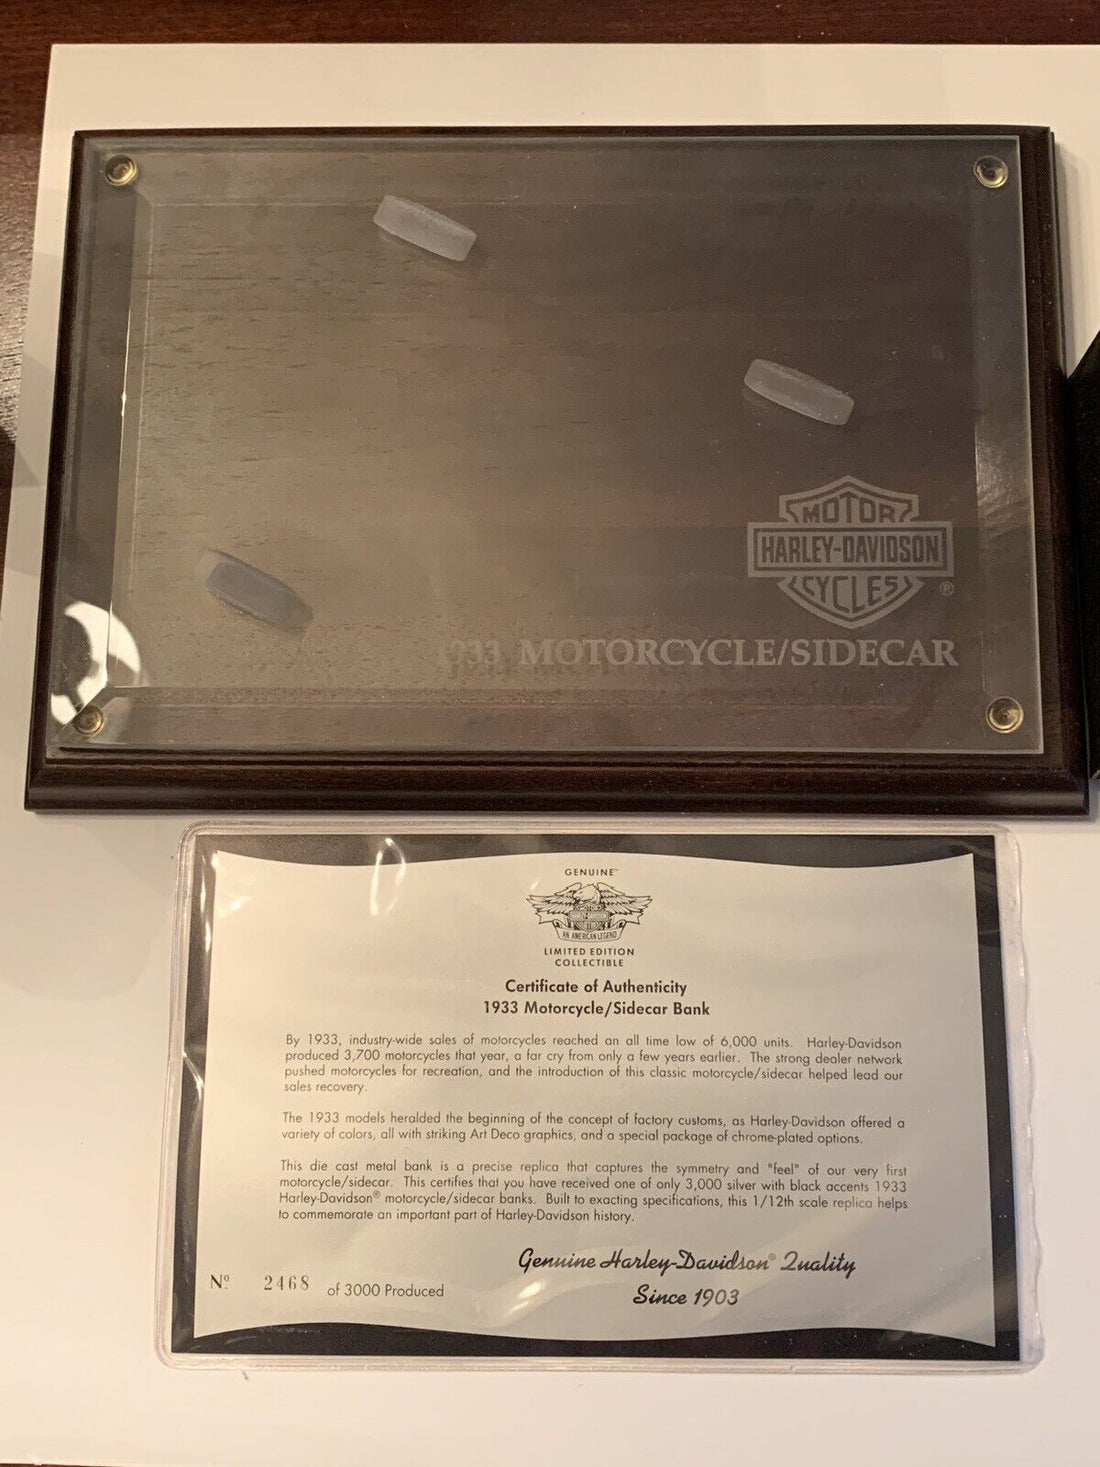 MOTOR
HARLEY-DAVIDSON
CYCLES
®
1933 MOTORCYCLE/SIDECAR
GENUINE™
MOTOR
HARLEY-DAVIDSON
AN AMERICAN LEGEND
LIMITED EDITION
COLLECTIBLE
Certificate of Authenticity
1933 Motorcycle/Sidecar Bank
By 1933, industry-wide sales of motorcycles reached an all time low of 6,000 units. Harley-Davidson
produced 3,700 motorcycles that year, a far cry from only a few years earlier. The strong dealer network
pushed motorcycles for recreation, and the introduction of this classic motorcycle/sidecar helped lead our
sales recovery.
The 1933 models heralded the beginning of the concept of factory customs, as Harley-Davidson offered a
variety of colors, all with striking Art Deco graphics, and a special package of chrome-plated options.
This die cast metal bank is a precise replica that captures the symmetry and "feel" of our very first
motorcycle/sidecar. This certifies that you have received one of only 3,000 silver with black accents 1933
Harley-Davidson® motorcycle/sidecar banks. Built to exacting specifications, this 1/12th scale replica helps
to commemorate an important part of Harley-Davidson history.
Genuine Harley-Davidson® Quality
Since 1903
Nº 2468 of 3000 Produced